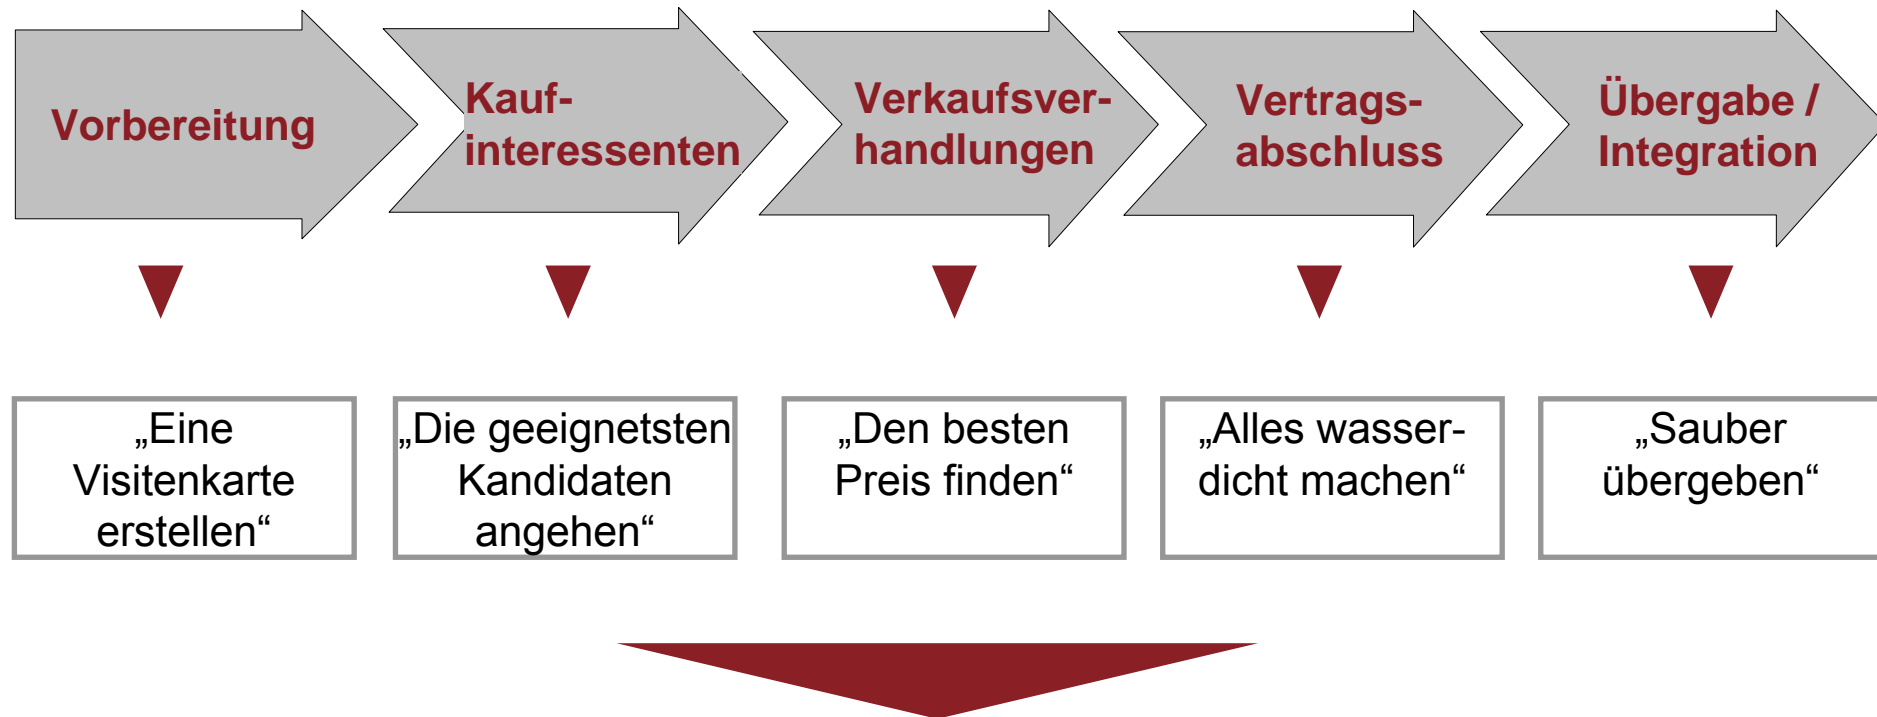 Vorbereitung
Kauf-
interessenten
Verkaufsver-
handlungen
Vertrags-
abschluss
Übergabe /
Integration
„Eine
Visitenkarte
erstellen“
„Die geeignetsten
Kandidaten
angehen“
„Den besten
Preis finden“
„Alles wasser-
dicht machen“
„Sauber
übergeben“